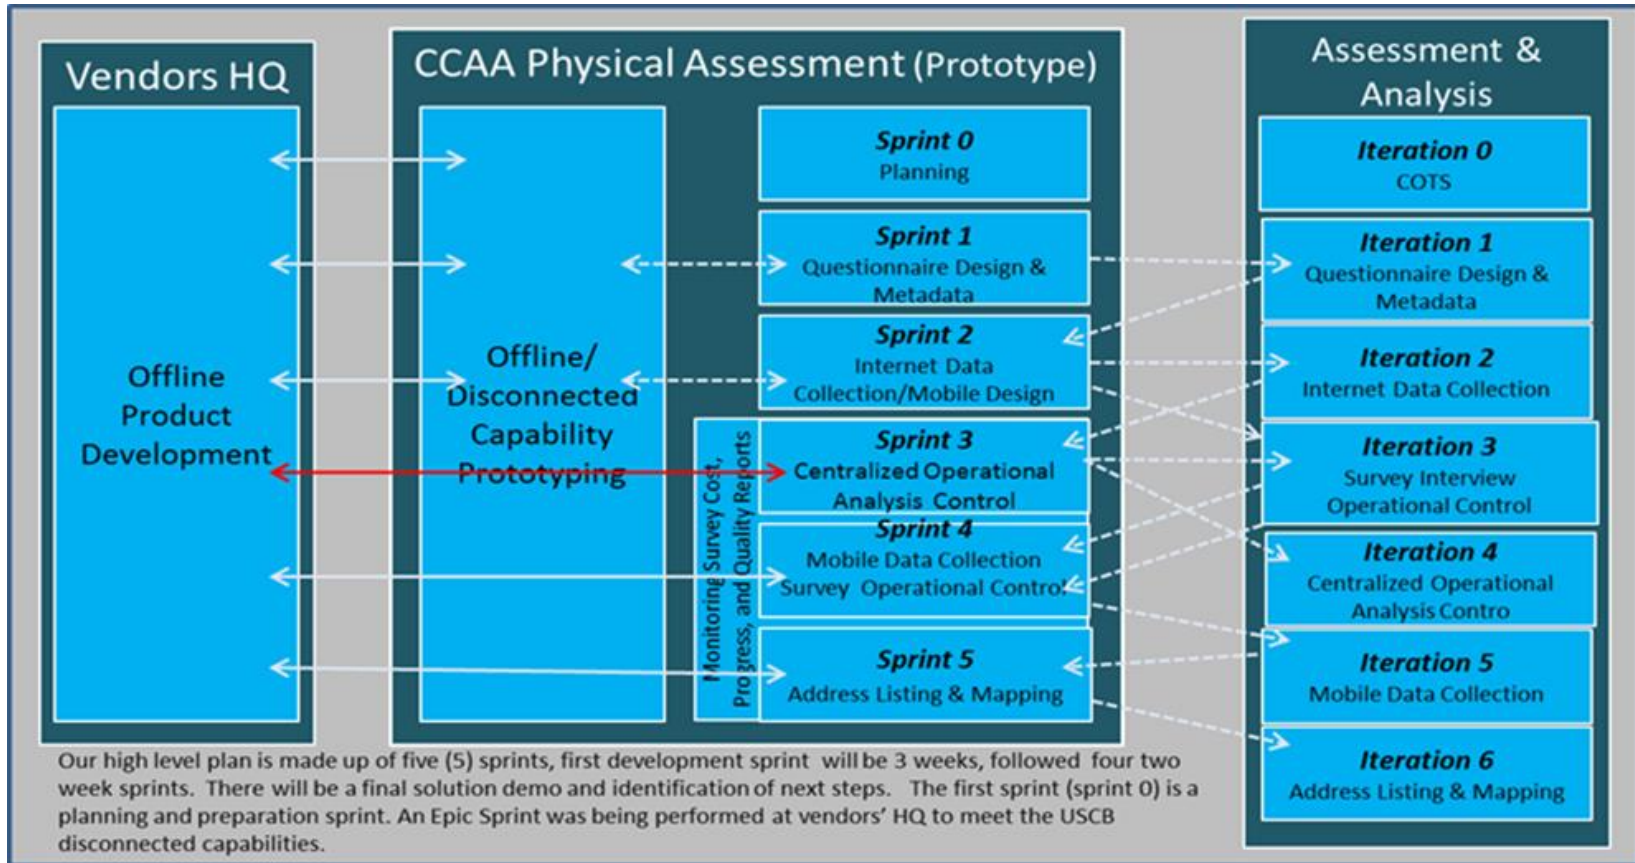 Vendors HQ
Offline
Product
Development
CCAA Physical Assessment (Prototype)
Offline/
Disconnected
Capability
Prototyping
Sprint 0
Planning
Sprint 1
Questionnaire Design &
Metadata
Sprint 2
Internet Data
Collection/Mobile Design
Monitoring Survey Cost,
Progress, and Quality Reports
Sprint 3
Centralized Operational
Analysis Control
Sprint 4
Mobile Data Collection
Survey Operational Control
Sprint 5
Address Listing & Mapping
Assessment &
Analysis
Iteration 0
COTS
Iteration 1
Questionnaire Design &
Metadata
Iteration 2
Internet Data Collection
Iteration 3
Survey Interview
Operational Control
Iteration 4
Centralized Operational
Analysis Contro
Iteration 5
Mobile Data Collection
Iteration 6
Address Listing & Mapping
Our high level plan is made up of five (5) sprints, first development sprint will be 3 weeks, followed four two
week sprints. There will be a final solution demo and identification of next steps. The first sprint (sprint 0) is a
planning and preparation sprint. An Epic Sprint was being performed at vendors’ HQ to meet the USCB
disconnected capabilities.